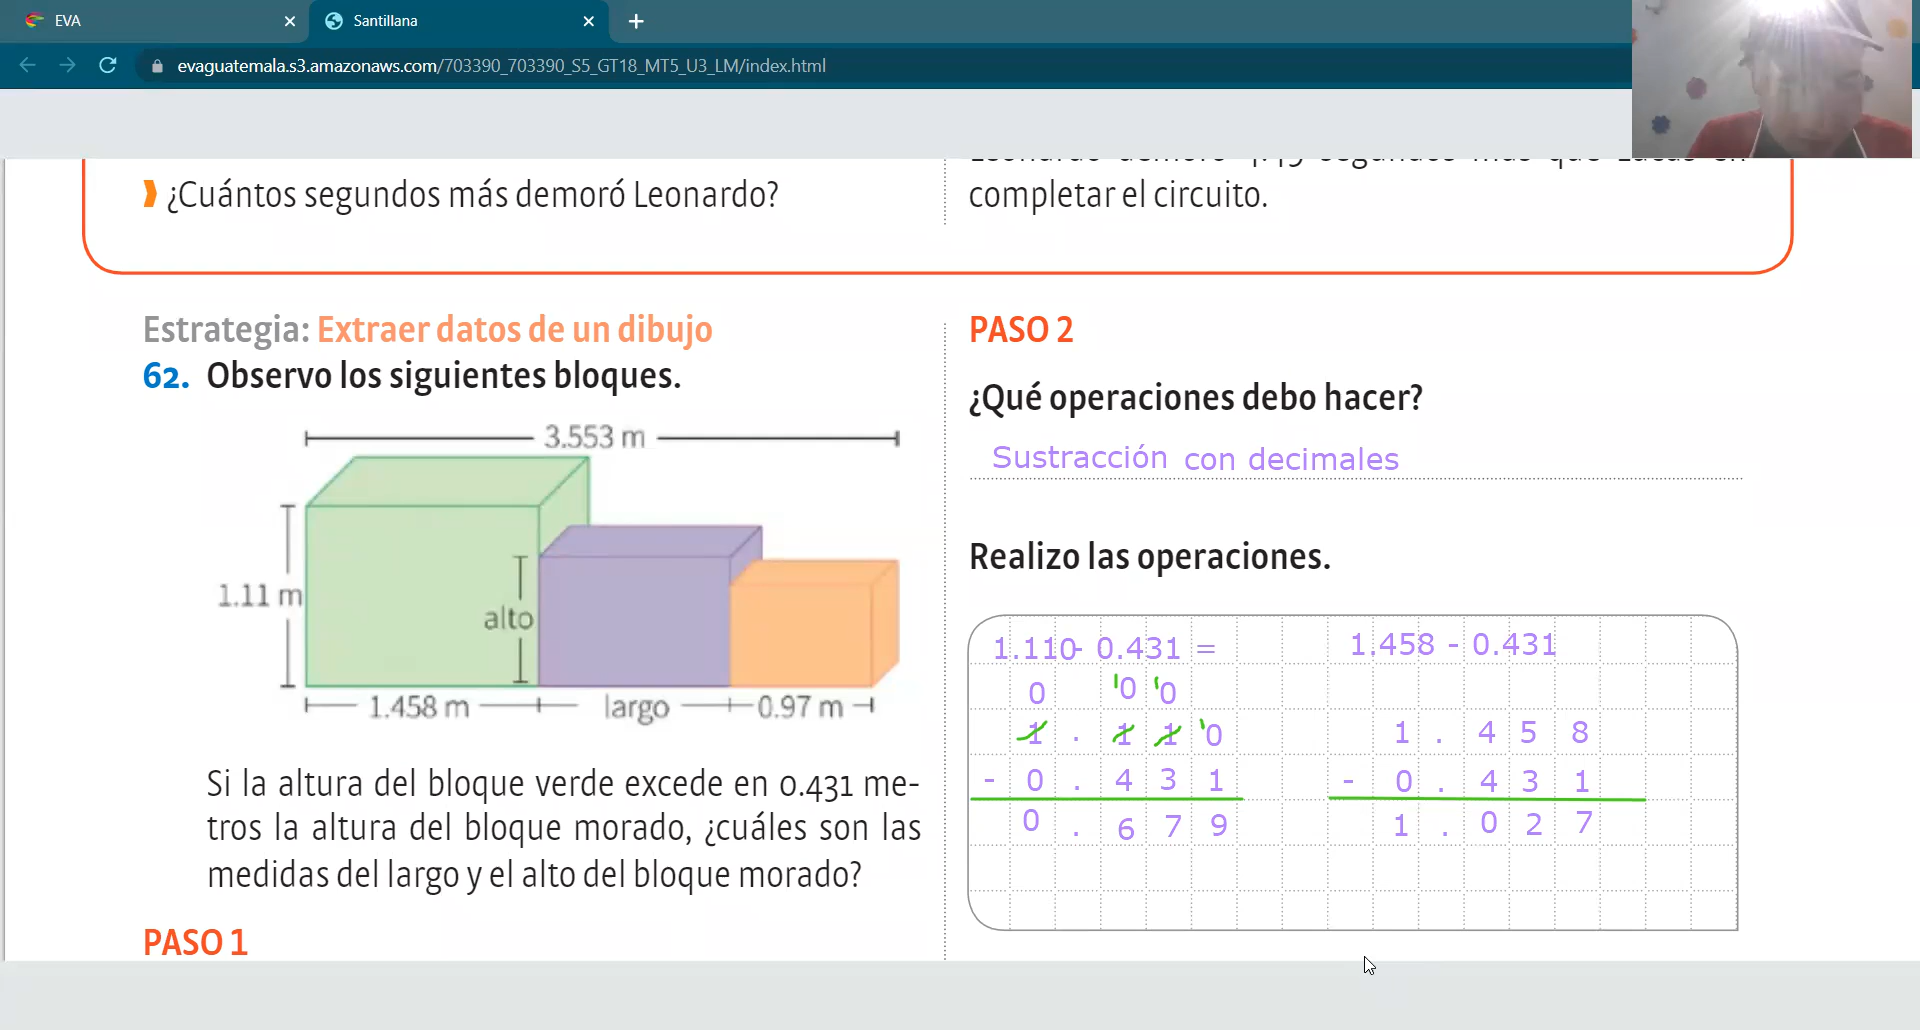 EVA
Santillana
evaguatemala.s3.amazonaws.com/703390_703390_S5_GT18_MT5_U3_LM/index.html
¿Cuántos segundos más demoró Leonardo?
completar el circuito.
Estrategia: Extraer datos de un dibujo
62. Observo los siguientes bloques.
3.553 m
1.11 m
alto
1.458 m
largo
0.97 m
Si la altura del bloque verde excede en 0.431 me-
tros la altura del bloque morado, ¿cuáles son las
medidas del largo y el alto del bloque morado?
PASO 1
PASO 2
¿Qué operaciones debo hacer?
Sustracción con decimales
Realizo las operaciones.
1.110- 0.431 =
0 '0 '0
1 . 1 1 '0
- 0 . 4 3 1
0 . 6 7 9
1.458 - 0.431
1 . 4 5 8
- 0 . 4 3 1
1 . 0 2 7